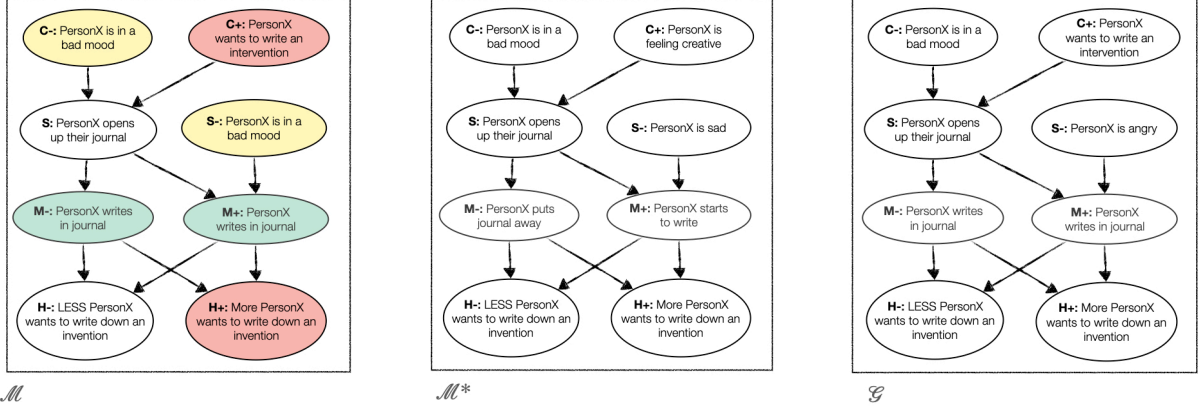 C-: PersonX is in a
bad mood
C+: PersonX
wants to write an
intervention
S: PersonX opens
up their journal
S-: PersonX is in a
bad mood
M-: PersonX writes
in journal
M+: PersonX
writes in journal
H-: LESS PersonX
wants to write down an
invention
H+: More PersonX
wants to write down an
invention
ℳ
C-: PersonX is in a
bad mood
C+: PersonX is
feeling creative
S: PersonX opens
up their journal
S-: PersonX is sad
M-: PersonX puts
journal away
M+: PersonX starts
to write
H-: LESS PersonX
wants to write down an
invention
H+: More PersonX
wants to write down an
invention
ℳ*
C-: PersonX is in a
bad mood
C+: PersonX
wants to write an
intervention
S: PersonX opens
up their journal
S-: PersonX is angry
M-: PersonX writes
in journal
M+: PersonX
writes in journal
H-: LESS PersonX
wants to write down an
invention
H+: More PersonX
wants to write down an
invention
𝒢